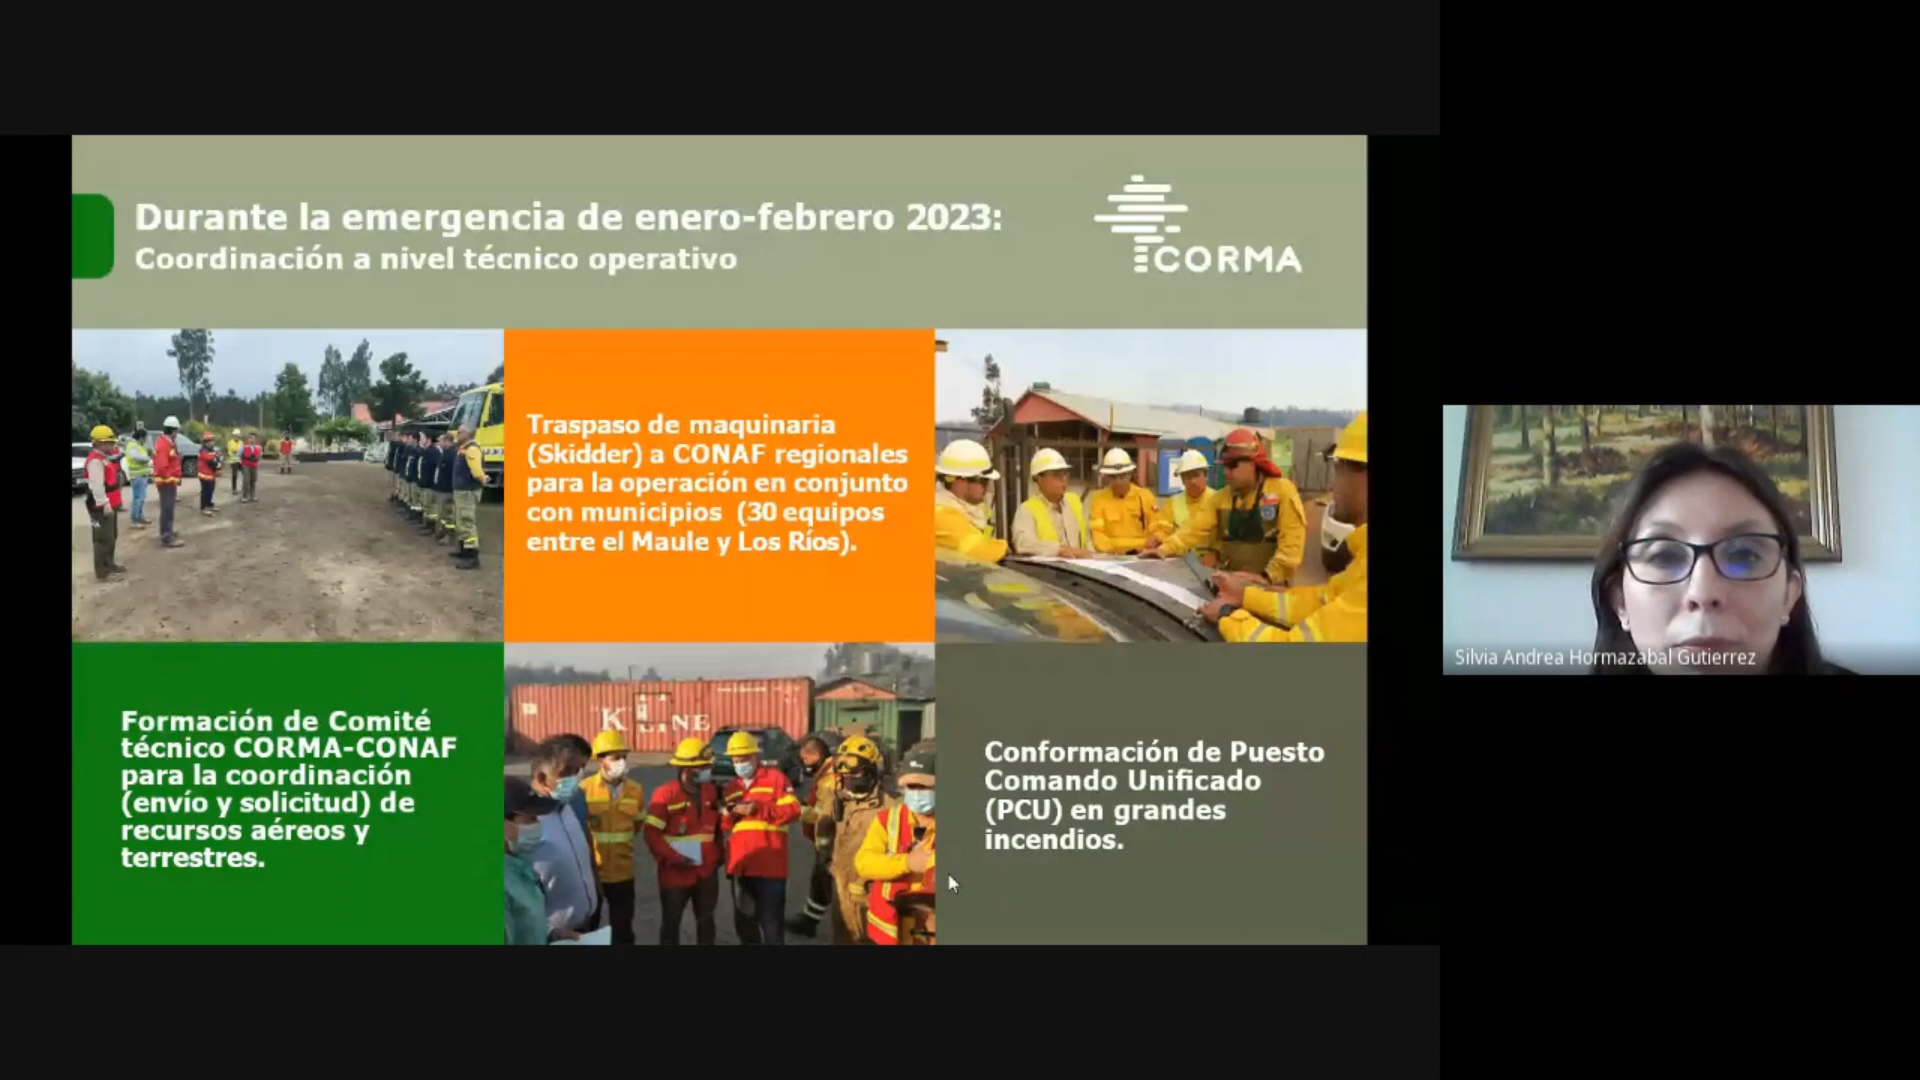 Durante la emergencia de enero-febrero 2023:
Coordinación a nivel técnico operativo
CORMA
Traspaso de maquinaria
(Skidder) a CONAF regionales
para la operación en conjunto
con municipios (30 equipos
entre el Maule y Los Ríos).
Formación de Comité
técnico CORMA-CONAF
para la coordinación
(envío y solicitud) de
recursos aéreos y
terrestres.
"K" LINE
Conformación de Puesto
Comando Unificado
(PCU) en grandes
incendios.
Silvia Andrea Hormazabal Gutierrez